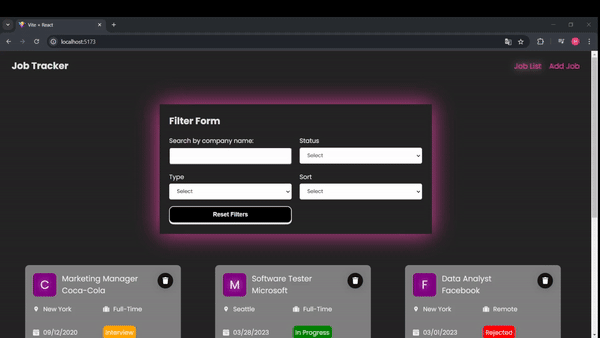 Vite + React
localhost:5173
Job Tracker
Job List
Add Job
Filter Form
Search by company name:
Status
Select
Type
Sort
Select
Select
Reset Filters
C
Marketing Manager
Coca-Cola
New York
Full-Time
09/12/2020
Interview
M
Software Tester
Microsoft
Seattle
Full-Time
03/28/2023
In Progress
F
Data Analyst
Facebook
New York
Remote
03/01/2023
Rejected